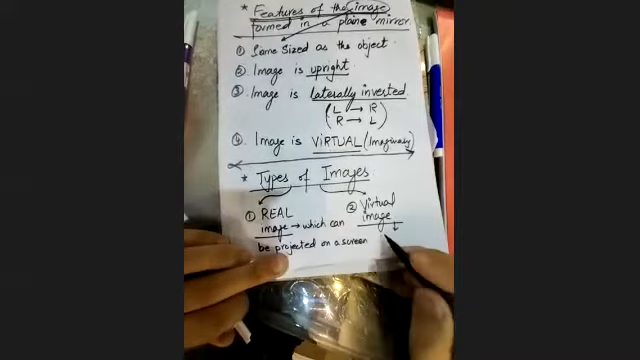 * Features of the image
formed in a plane mirror.
① Same Sized as the object
② Image is upright
③ Image is laterally inverted
(L → R
R → L)
④ Image is VIRTUAL (Imaginary)
* Types of Images
① REAL ② Virtual
image → which can image
be projected on a screen